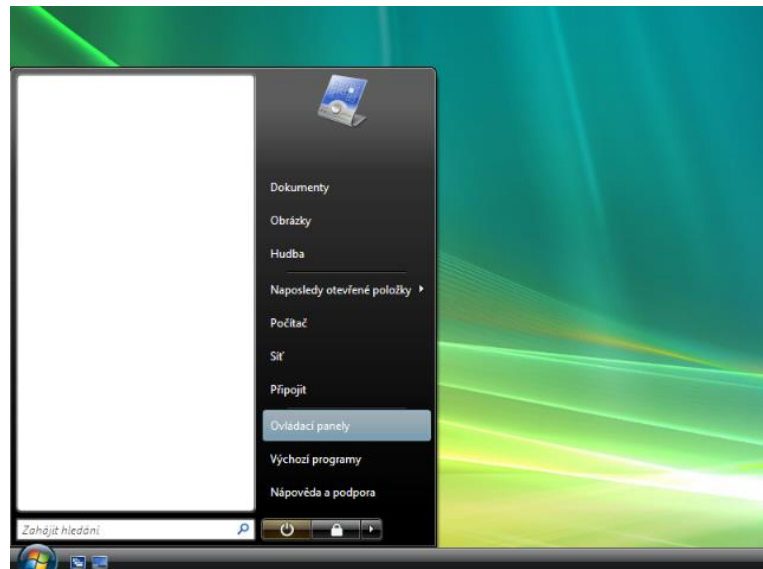 Dokumenty
Obrázky
Hudba
Naposledy otevřené položky
Počítač
Síť
Připojit
Ovládací panely
Výchozí programy
Nápověda a podpora
Zahájit hledání